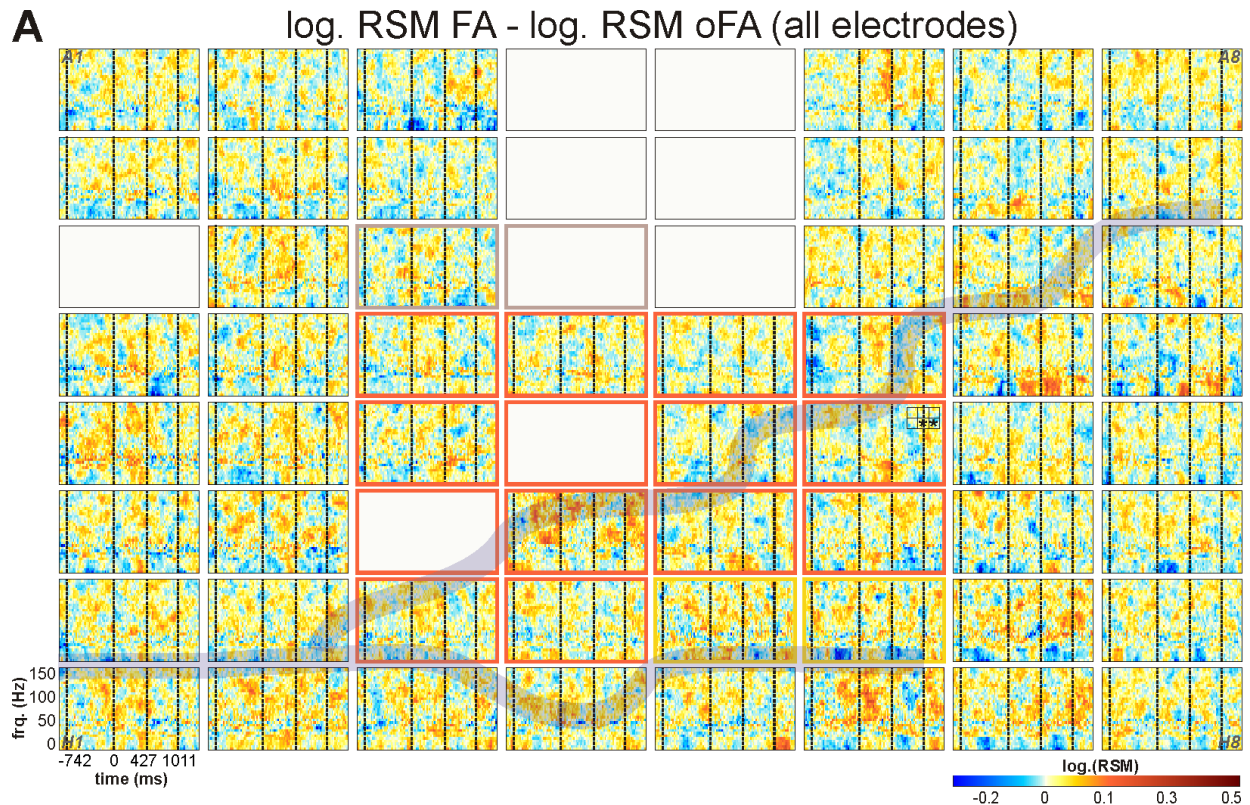 A
log. RSM FA - log. RSM oFA (all electrodes)
A1
A8
**
150
100
50
0
frq. (Hz)
H1
H8
-742 0 427 1011
time (ms)
log.(RSM)
-0.2 0 0.1 0.3 0.5